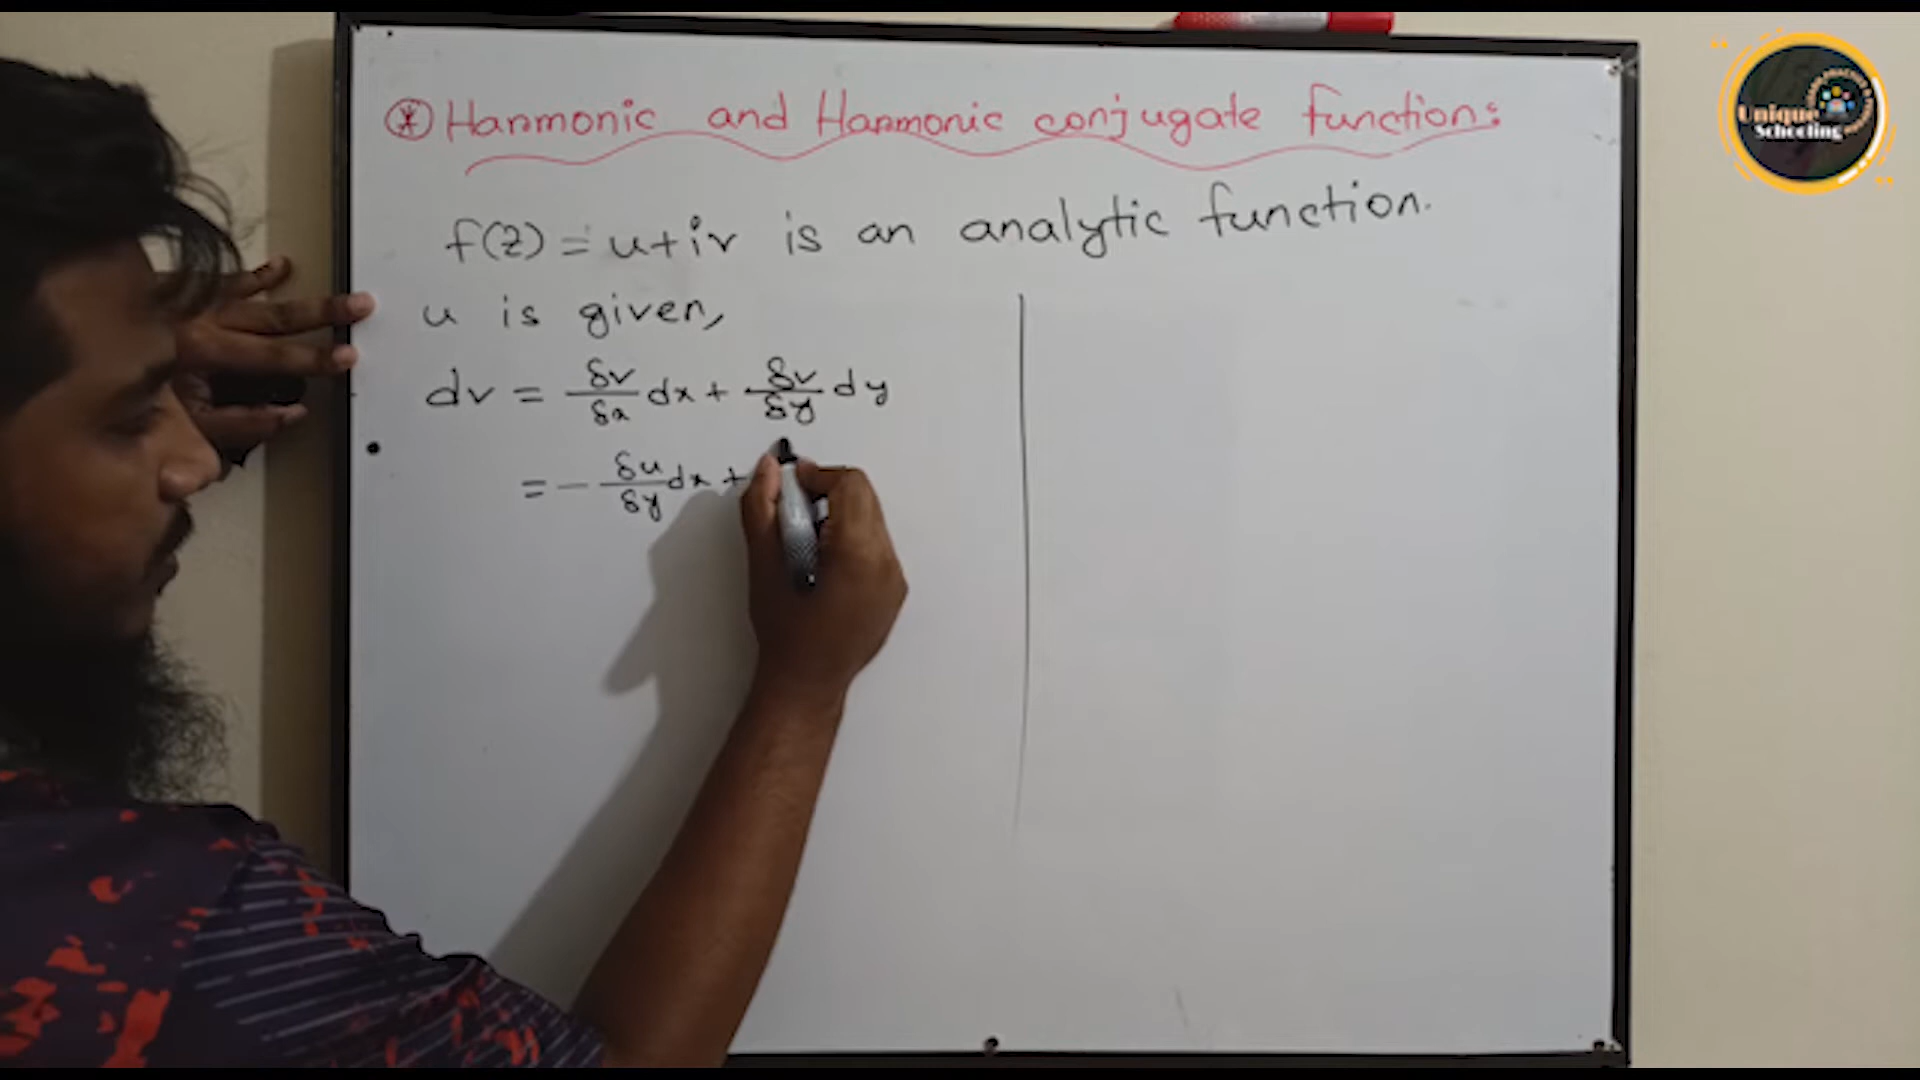 * Harmonic and Harmonic conjugate function:
f(z) = u+iv is an analytic function.
u is given,
dv = δv/δx dx + δv/δy dy
= - δu/δy dx +
Unique
Schooling